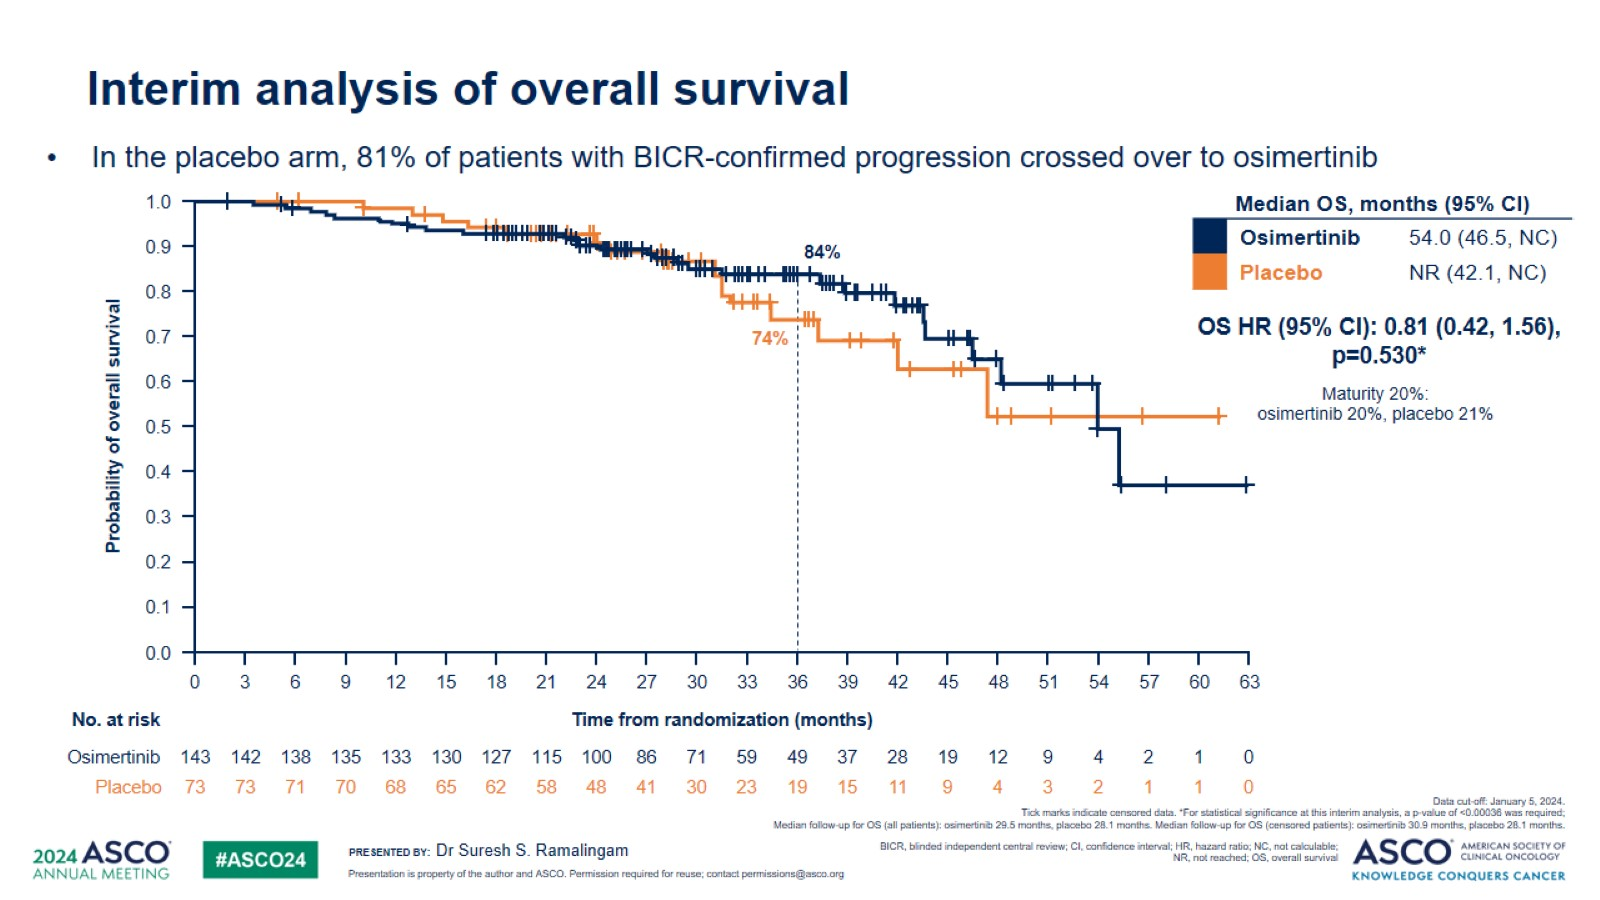 Interim analysis of overall survival
• In the placebo arm, 81% of patients with BICR-confirmed progression crossed over to osimertinib
Probability of overall survival
1.0
0.9
0.8
0.7
0.6
0.5
0.4
0.3
0.2
0.1
0.0
84%
74%
Median OS, months (95% CI)
Osimertinib 54.0 (46.5, NC)
Placebo NR (42.1, NC)
OS HR (95% CI): 0.81 (0.42, 1.56),
p=0.530*
Maturity 20%:
osimertinib 20%, placebo 21%
0 3 6 9 12 15 18 21 24 27 30 33 36 39 42 45 48 51 54 57 60 63
No. at risk
Time from randomization (months)
Osimertinib 143 142 138 135 133 130 127 115 100 86 71 59 49 37 28 19 12 9 4 2 1 0
Placebo 73 73 71 70 68 65 62 58 48 41 30 23 19 15 11 9 4 3 2 1 1 0
Data cut-off: January 5, 2024.
Tick marks indicate censored data. *For statistical significance at this interim analysis, a p-value of <0.00036 was required;
Median follow-up for OS (all patients): osimertinib 29.5 months, placebo 28.1 months. Median follow-up for OS (censored patients): osimertinib 30.9 months, placebo 28.1 months.
BICR, blinded independent central review; CI, confidence interval; HR, hazard ratio; NC, not calculable;
NR, not reached; OS, overall survival
2024 ASCO®
ANNUAL MEETING
#ASCO24
PRESENTED BY: Dr Suresh S. Ramalingam
Presentation is property of the author and ASCO. Permission required for reuse; contact permissions@asco.org
ASCO® AMERICAN SOCIETY OF
CLINICAL ONCOLOGY
KNOWLEDGE CONQUERS CANCER